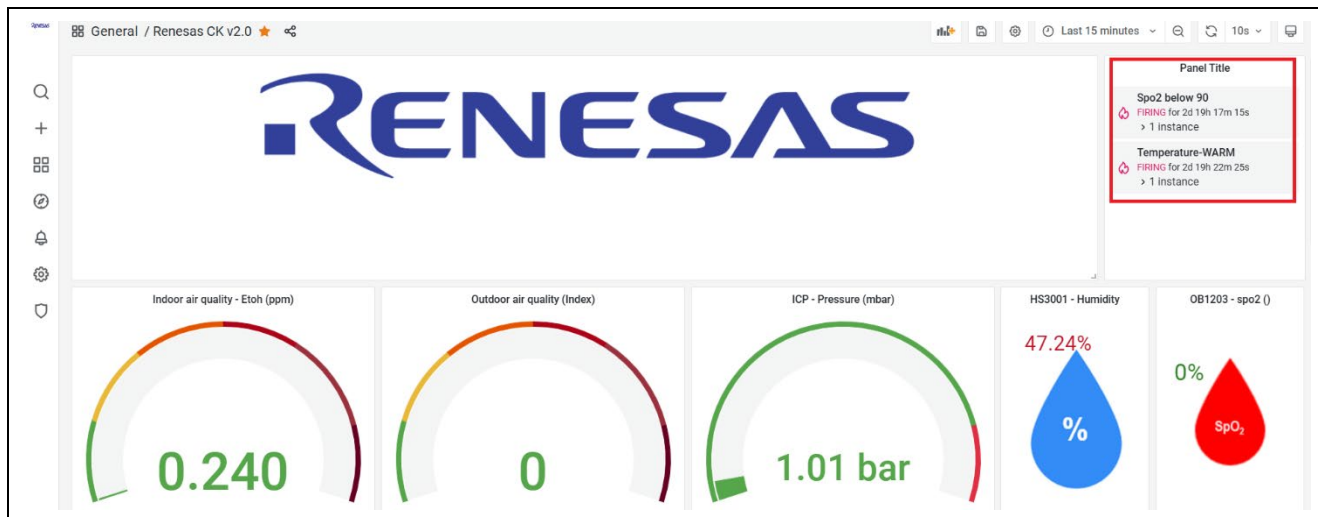 RENESAS
General / Renesas CK v2.0
Last 15 minutes
10s
RENESAS
Panel Title
Spo2 below 90
FIRING for 2d 19h 17m 15s
> 1 instance
Temperature-WARM
FIRING for 2d 19h 22m 25s
> 1 instance
Indoor air quality - Etoh (ppm)
0.240
Outdoor air quality (Index)
0
ICP - Pressure (mbar)
1.01 bar
HS3001 - Humidity
47.24%
%
OB1203 - spo2 ()
0%
SpO₂